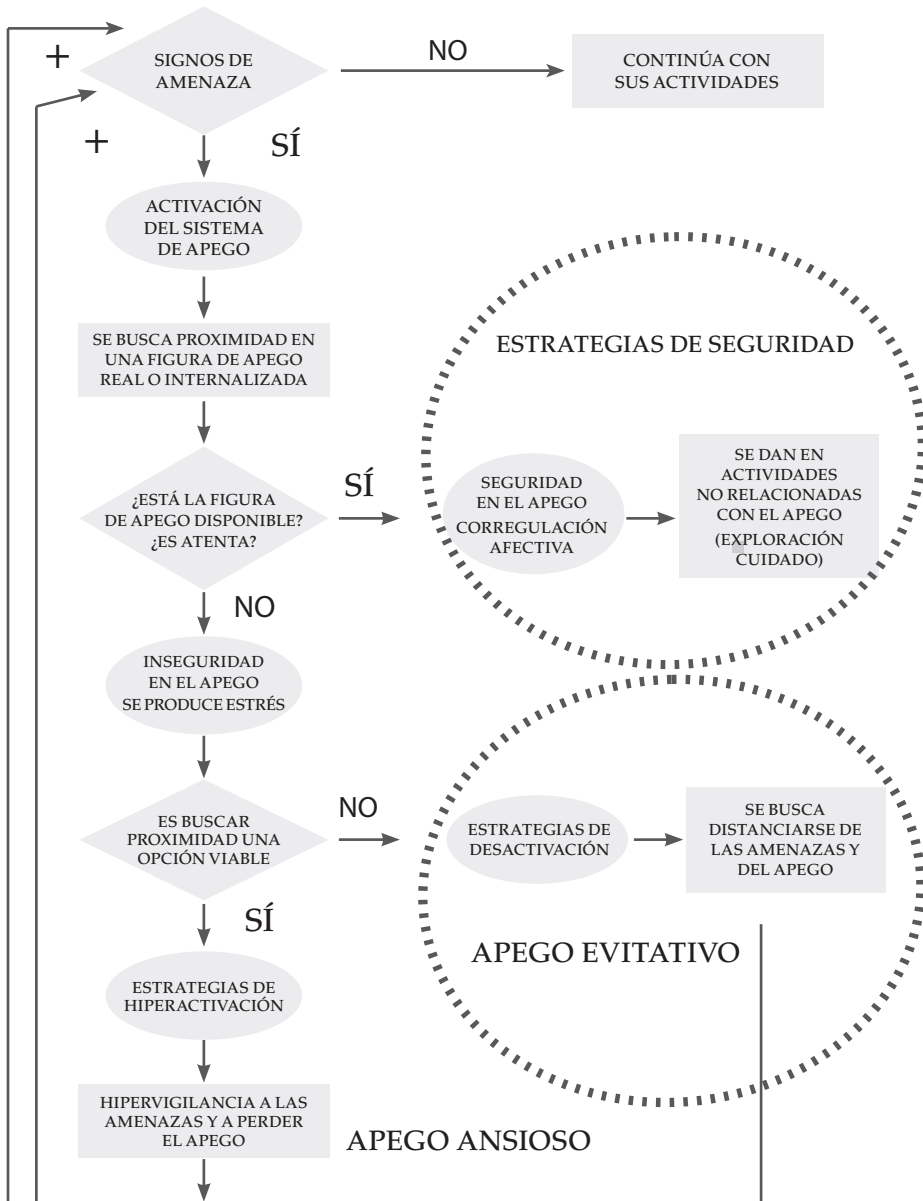 +
SIGNOS DE
AMENAZA
NO
CONTINÚA CON
SUS ACTIVIDADES
+
SÍ
ACTIVACIÓN
DEL SISTEMA
DE APEGO
SE BUSCA PROXIMIDAD EN
UNA FIGURA DE APEGO
REAL O INTERNALIZADA
ESTRATEGIAS DE SEGURIDAD
¿ESTÁ LA FIGURA
DE APEGO DISPONIBLE?
¿ES ATENTA?
SÍ
SEGURIDAD
EN EL APEGO
CORREGULACIÓN
AFECTIVA
SE DAN EN
ACTIVIDADES
NO RELACIONADAS
CON EL APEGO
(EXPLORACIÓN
CUIDADO)
NO
INSEGURIDAD
EN EL APEGO
SE PRODUCE ESTRÉS
ES BUSCAR
PROXIMIDAD UNA
OPCIÓN VIABLE
NO
ESTRATEGIAS DE
DESACTIVACIÓN
SE BUSCA
DISTANCIARSE DE
LAS AMENAZAS Y
DEL APEGO
SÍ
APEGO EVITATIVO
ESTRATEGIAS DE
HIPERACTIVACIÓN
HIPERVIGILANCIA A LAS
AMENAZAS Y A PERDER
EL APEGO
APEGO ANSIOSO